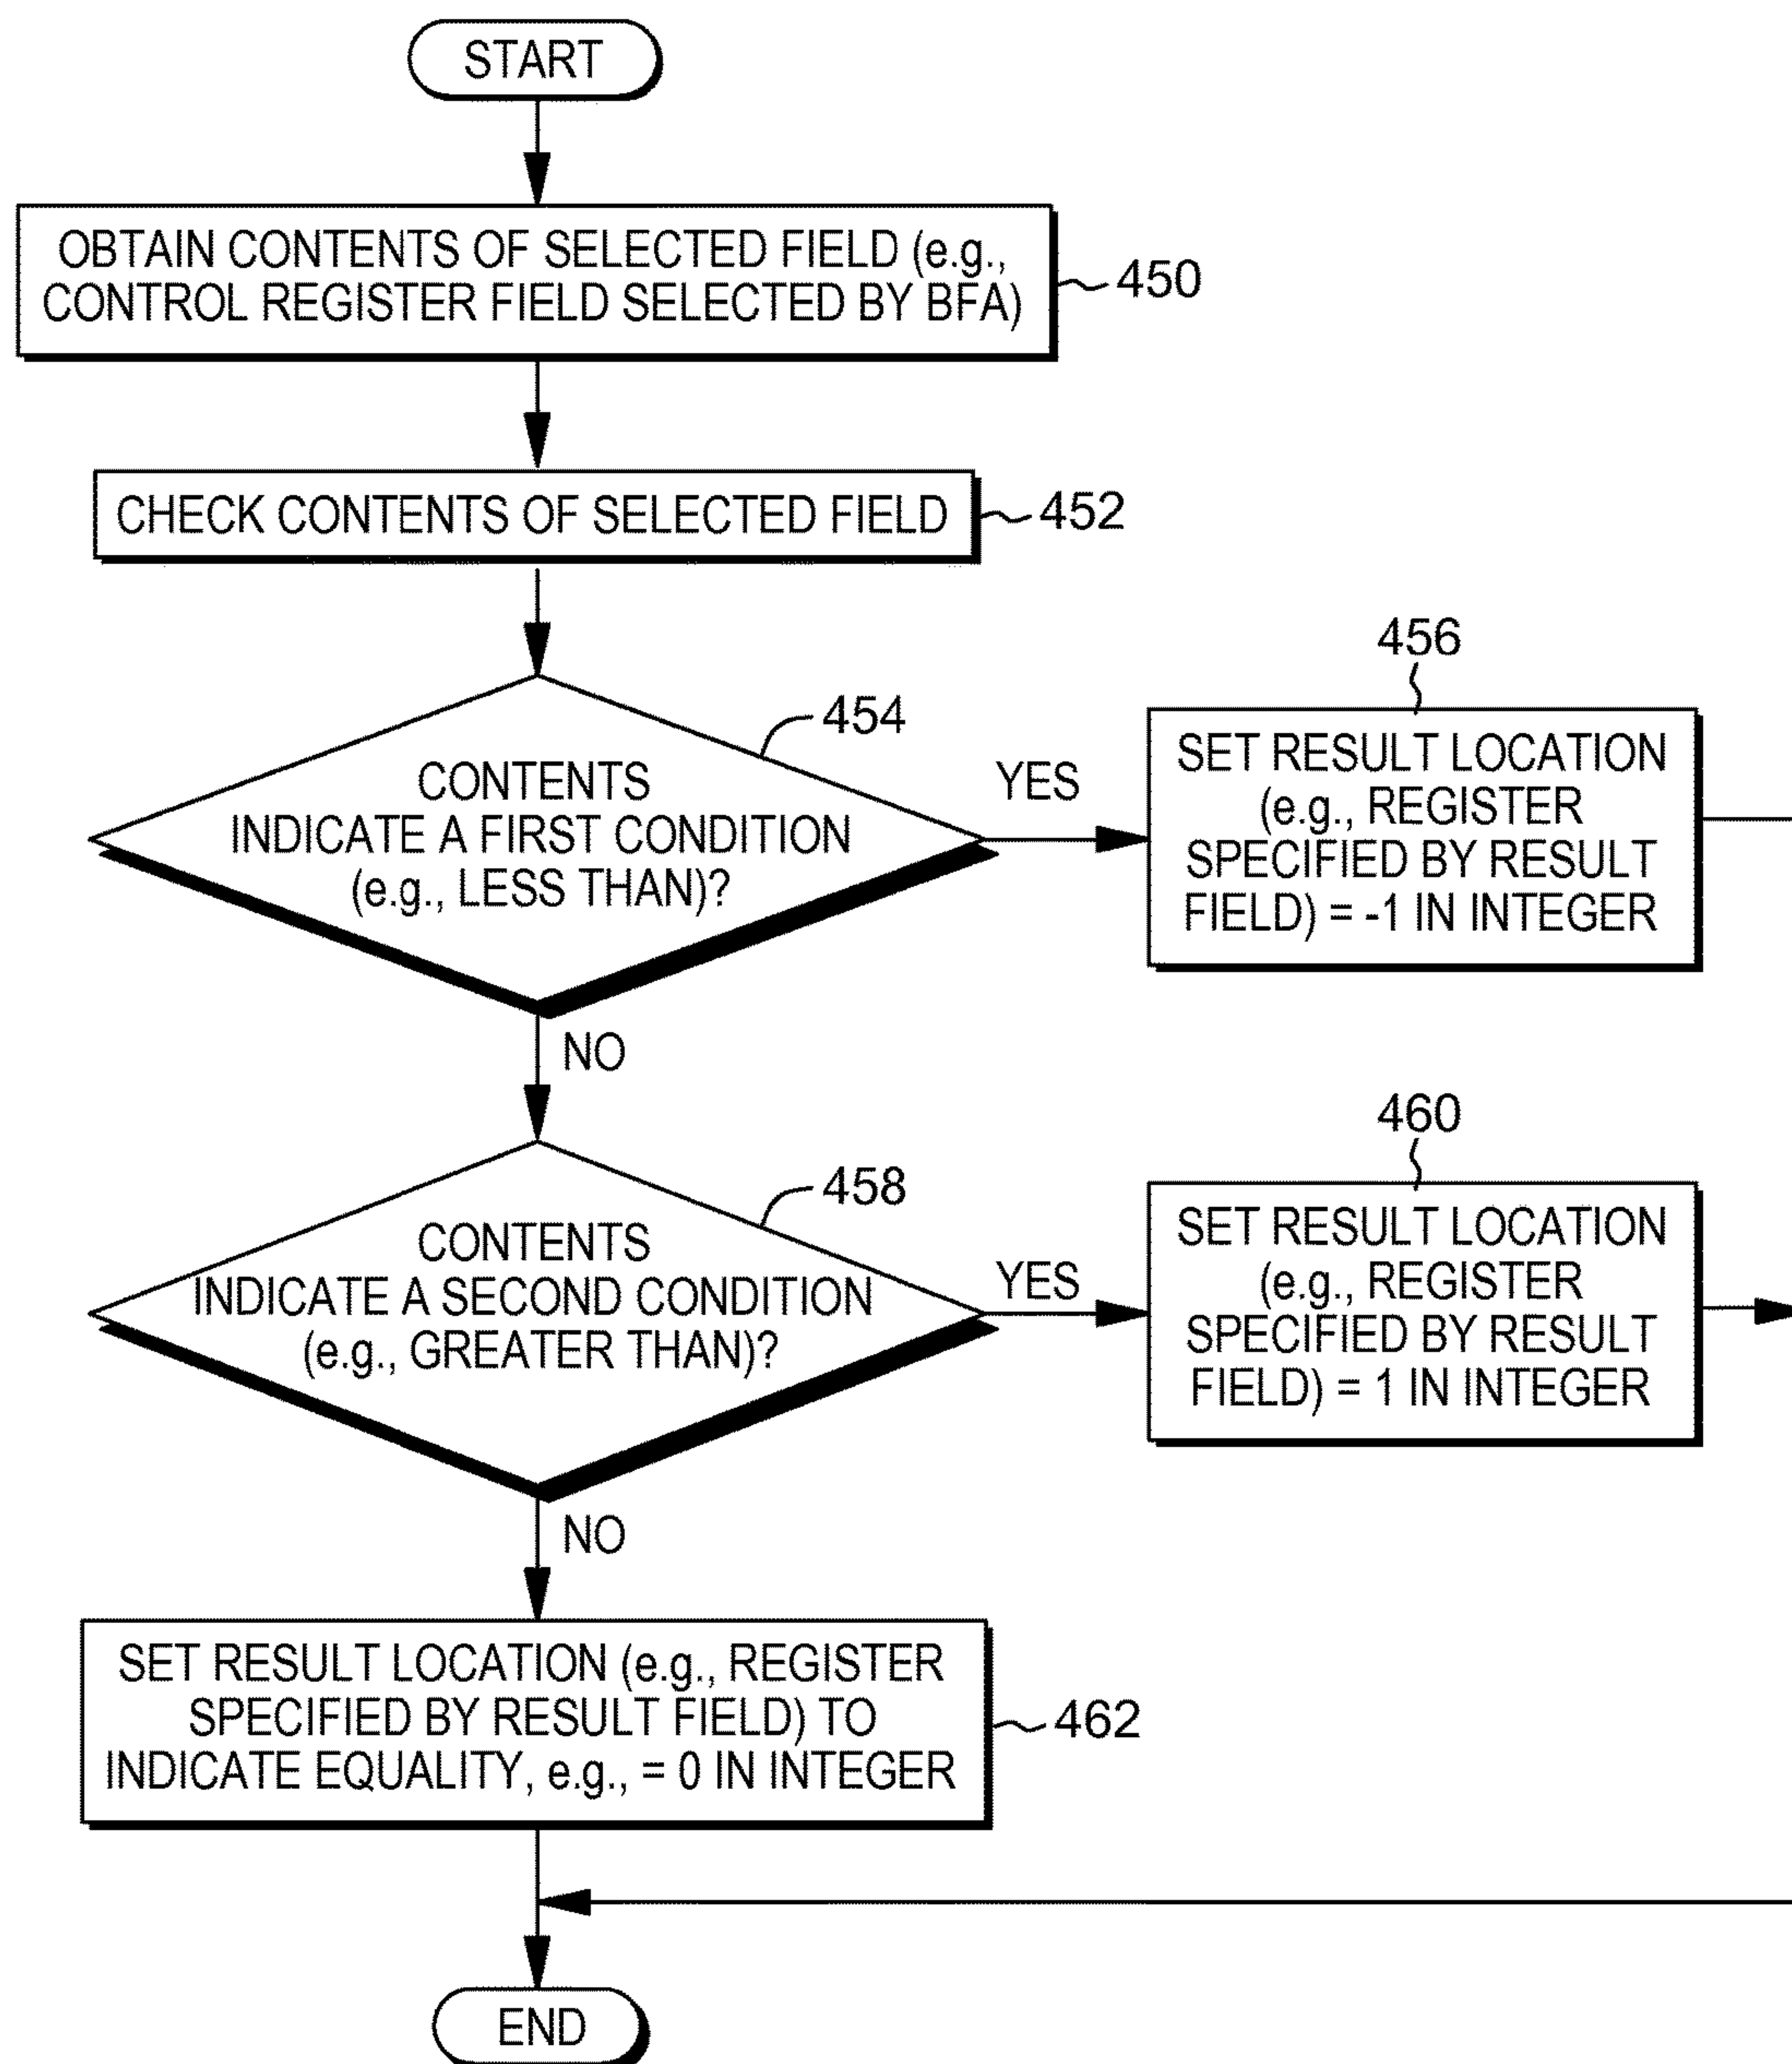 START
OBTAIN CONTENTS OF SELECTED FIELD (e.g.,
CONTROL REGISTER FIELD SELECTED BY BFA)
450
CHECK CONTENTS OF SELECTED FIELD
452
454
CONTENTS
INDICATE A FIRST CONDITION
(e.g., LESS THAN)?
YES
456
SET RESULT LOCATION
(e.g., REGISTER
SPECIFIED BY RESULT
FIELD) = -1 IN INTEGER
NO
458
CONTENTS
INDICATE A SECOND CONDITION
(e.g., GREATER THAN)?
YES
460
SET RESULT LOCATION
(e.g., REGISTER
SPECIFIED BY RESULT
FIELD) = 1 IN INTEGER
NO
SET RESULT LOCATION (e.g., REGISTER
SPECIFIED BY RESULT FIELD) TO
INDICATE EQUALITY, e.g., = 0 IN INTEGER
462
END